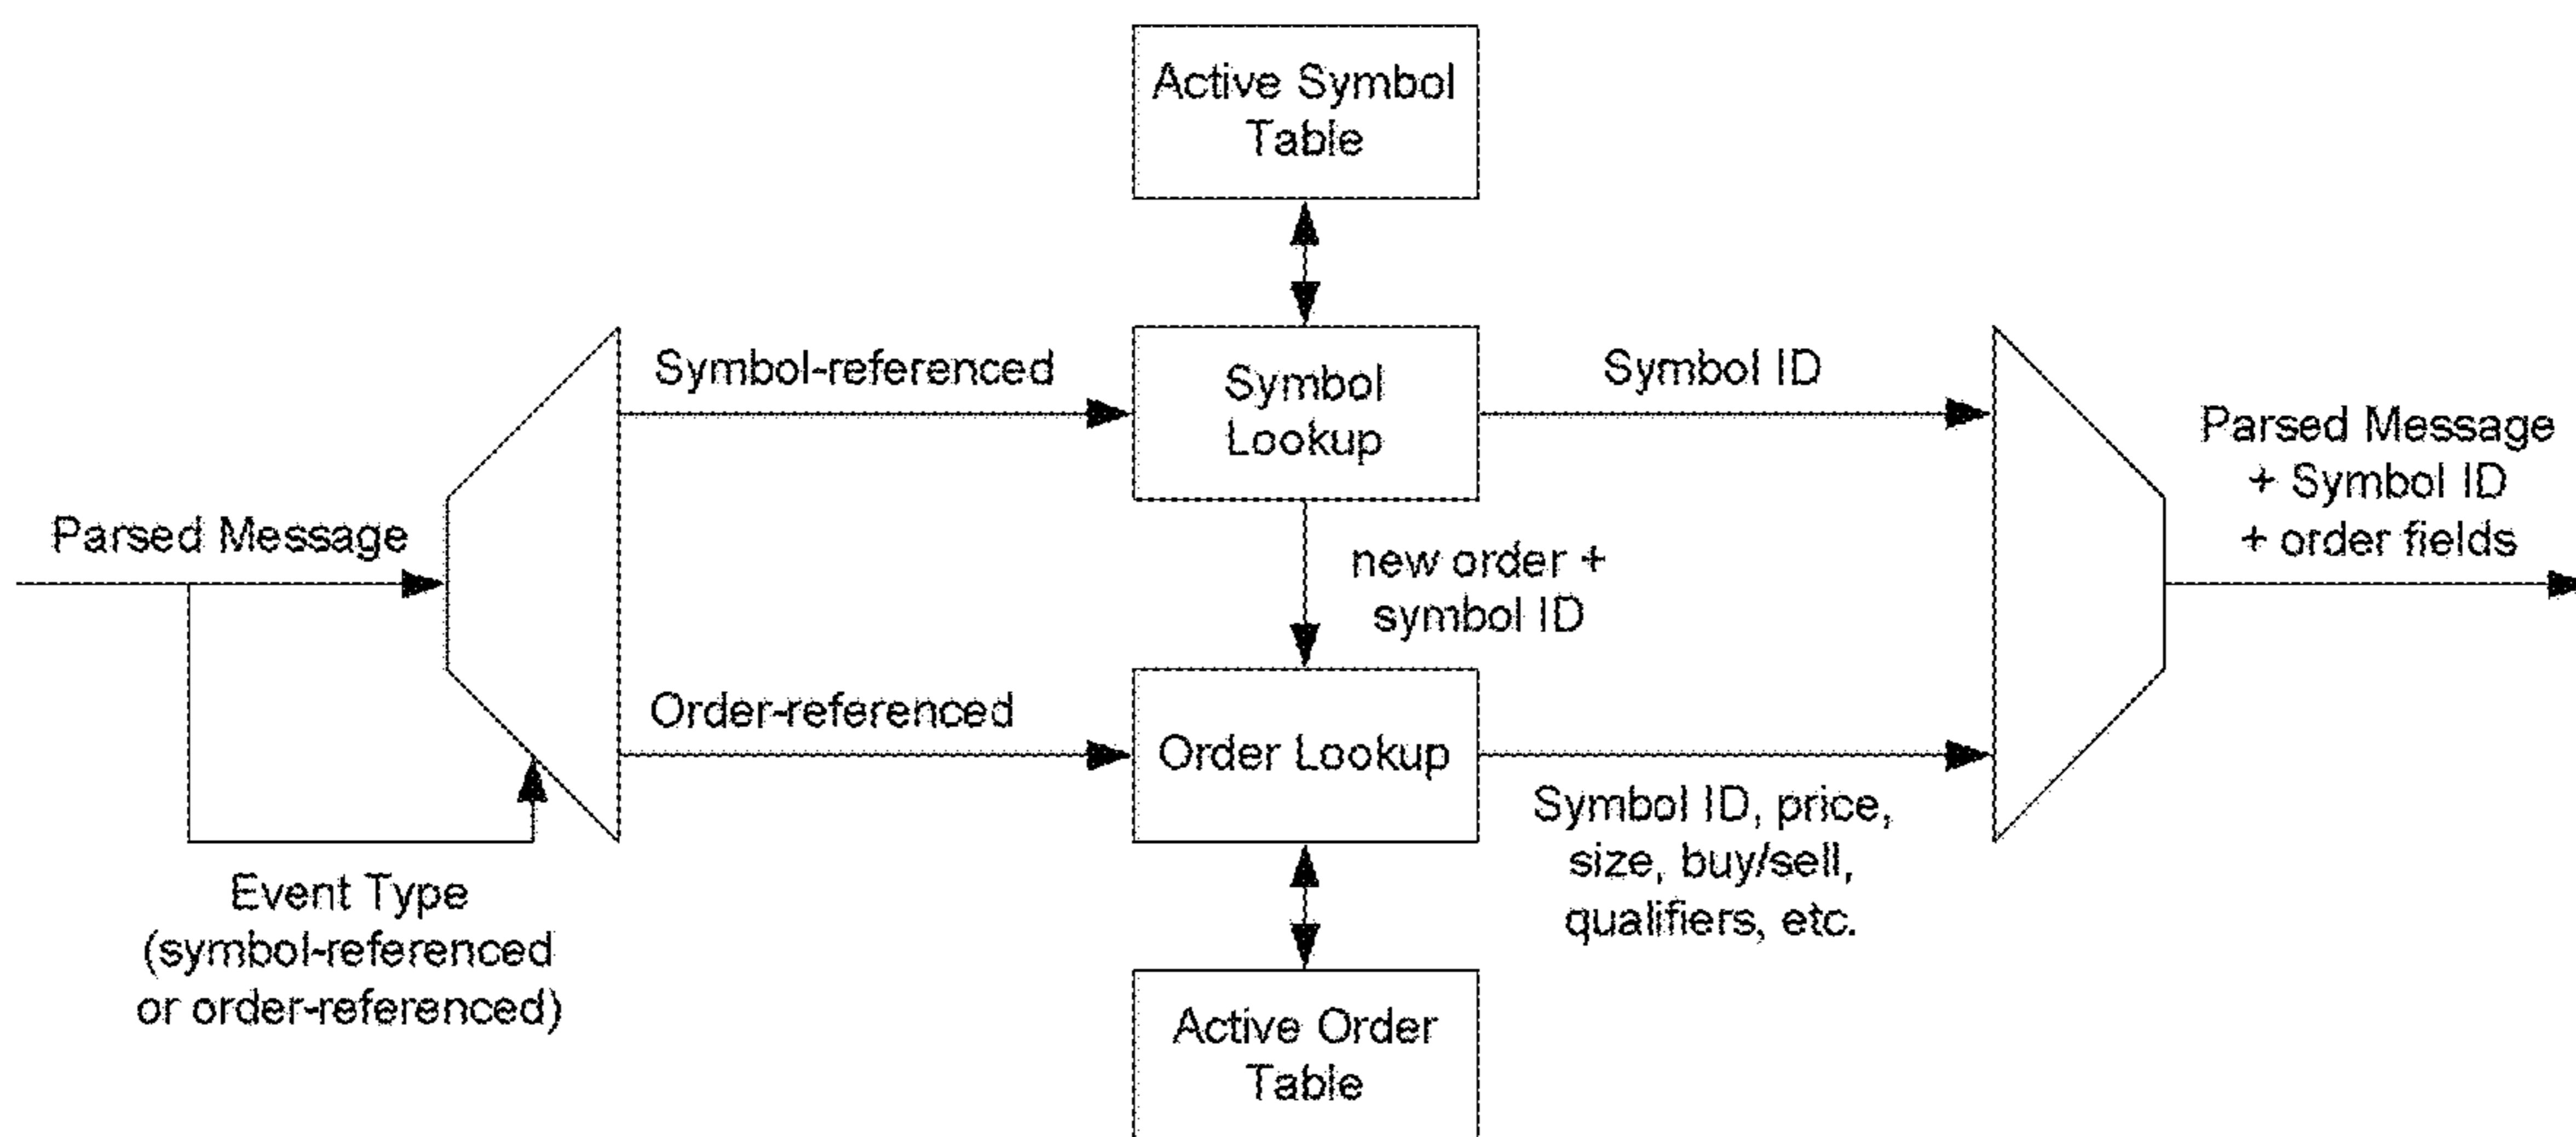 Active Symbol
Table
Symbol-referenced
Symbol
Lookup
Symbol ID
Parsed Message
+ Symbol ID
+ order fields
Parsed Message
new order +
symbol ID
Order-referenced
Order Lookup
Symbol ID, price,
size, buy/sell,
qualifiers, etc.
Event Type
(symbol-referenced
or order-referenced)
Active Order
Table